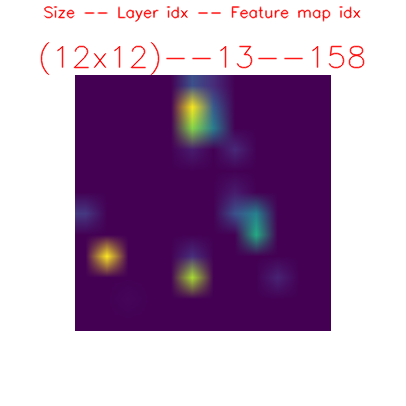 Size -- Layer idx -- Feature map idx
(12x12)--13--158